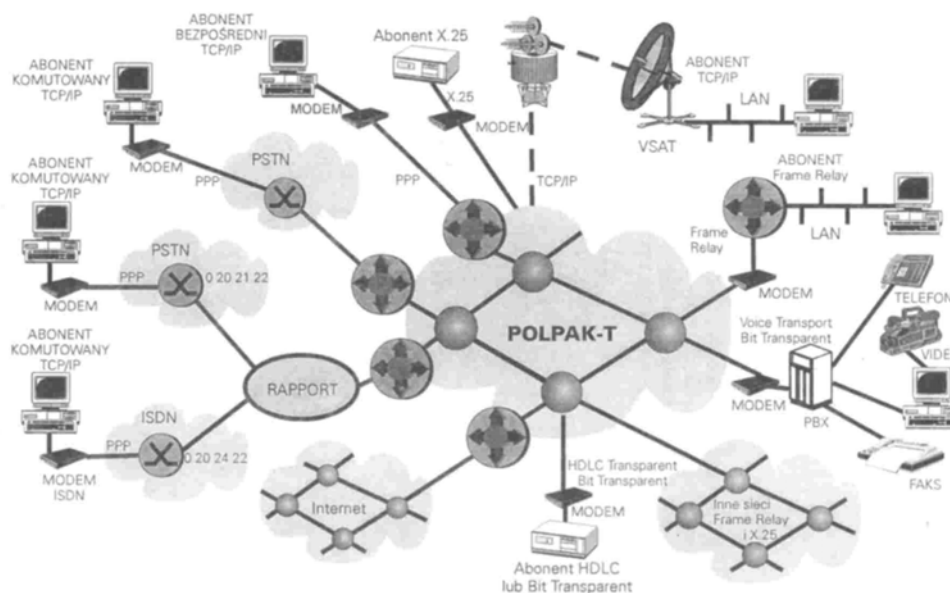 ABONENT
BEZPOŚREDNI
TCP/IP
Abonent X.25
ABONENT
KOMUTOWANY
TCP/IP
ABONENT
TCP/IP
LAN
MODEM
X.25
MODEM
VSAT
MODEM
PSTN
PPP
PPP
TCP/IP
ABONENT
Frame Relay
ABONENT
KOMUTOWANY
TCP/IP
LAN
Frame
Relay
PSTN
PPP
0 20 21 22
MODEM
MODEM
TELEFON
Voice Transport
Bit Transparent
POLPAK-T
VIDE
ABONENT
KOMUTOWANY
TCP/IP
RAPPORT
MODEM
PBX
ISDN
PPP
0 20 24 22
FAKS
MODEM
ISDN
HDLC Transparent
Bit Transparent
Internet
MODEM
Inne sieci
Frame Relay
i X.25
Abonent HDLC
lub Bit Transparent